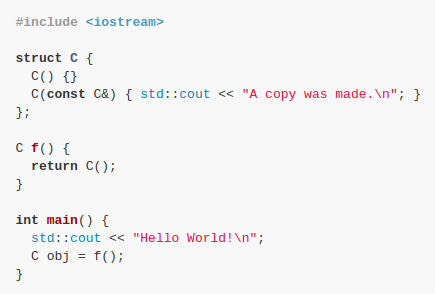 #include <iostream>

struct C {
  C() {}
  C(const C&) { std::cout << "A copy was made.\n"; }
};

C f() {
  return C();
}

int main() {
  std::cout << "Hello World!\n";
  C obj = f();
}